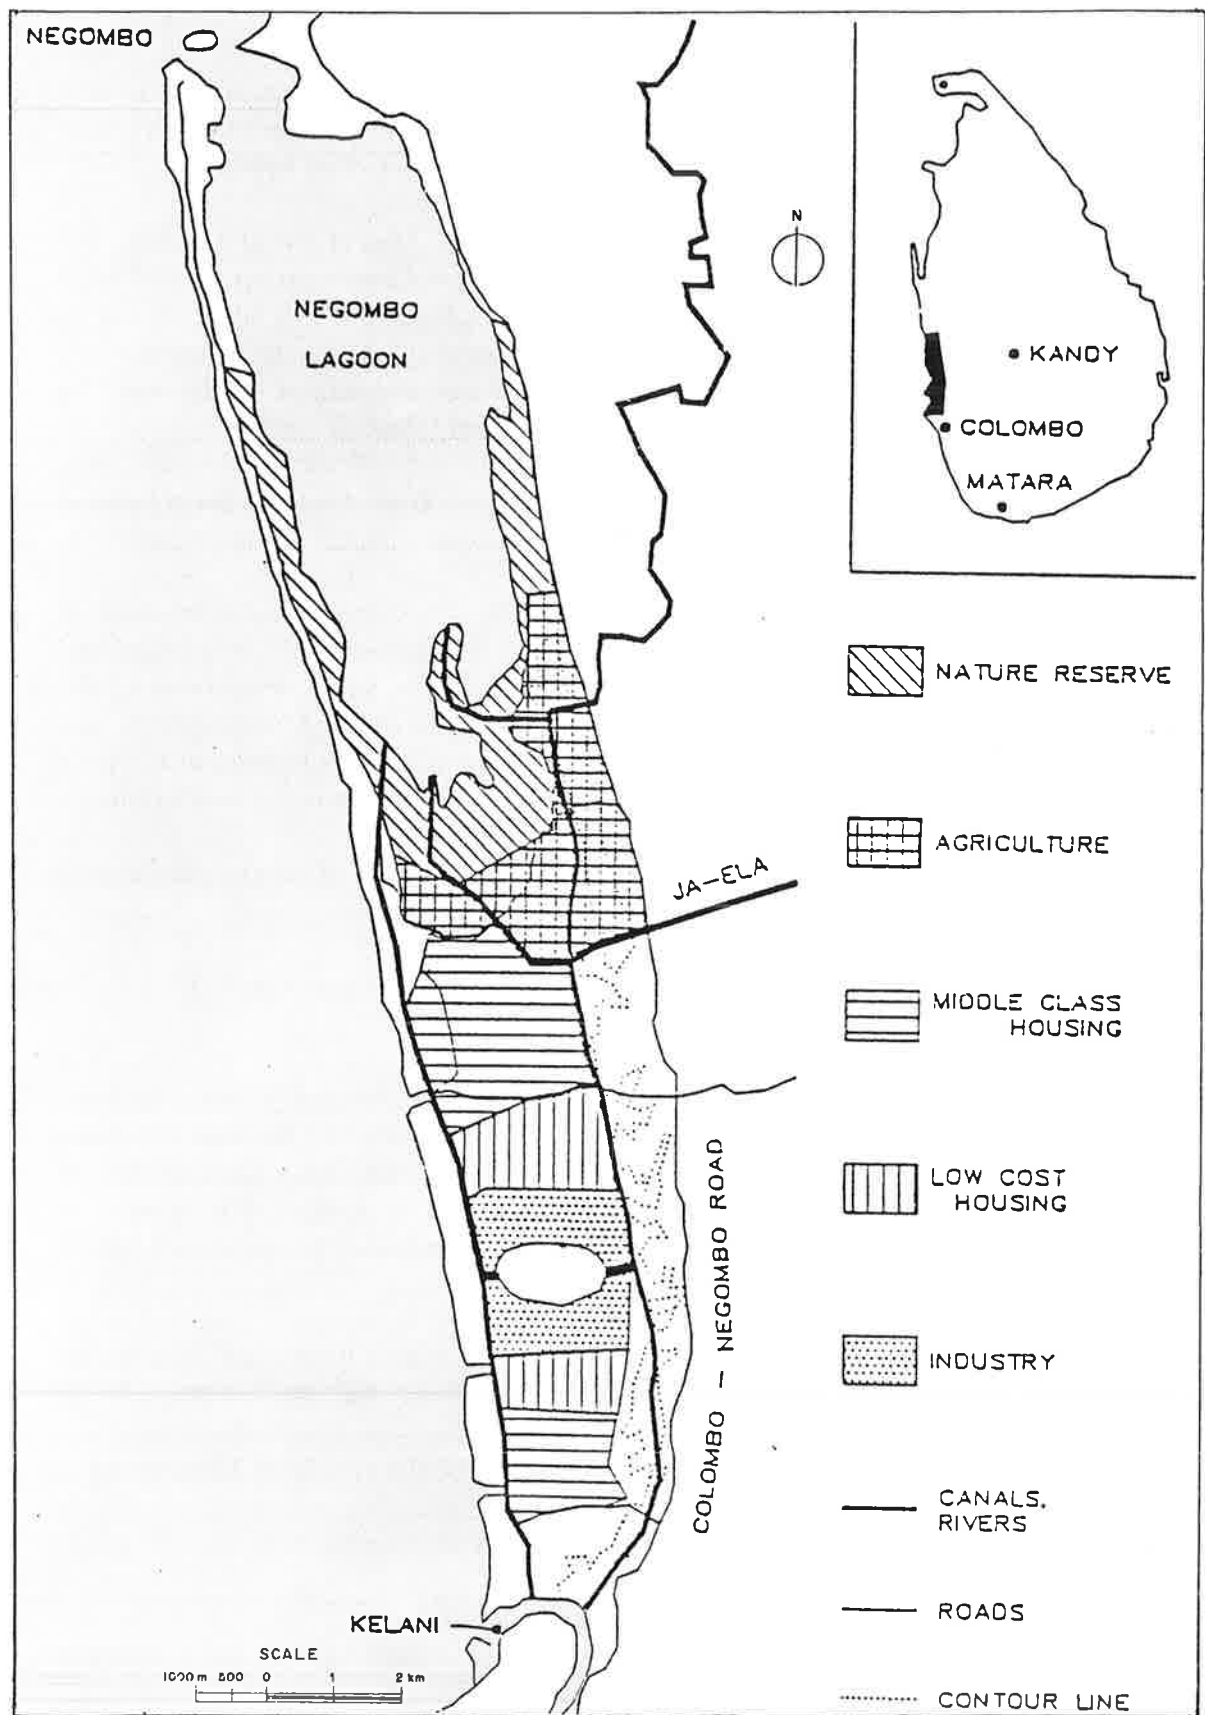 NEGOMBO
NEGOMBO
LAGOON
N
KANDY
COLOMBO
MATARA
NATURE RESERVE
AGRICULTURE
JA-ELA
MIDDLE CLASS
HOUSING
LOW COST
HOUSING
COLOMBO - NEGOMBO ROAD
INDUSTRY
CANALS.
RIVERS
KELANI
ROADS
SCALE
1000 m 500 0 1 2 km
CONTOUR LINE